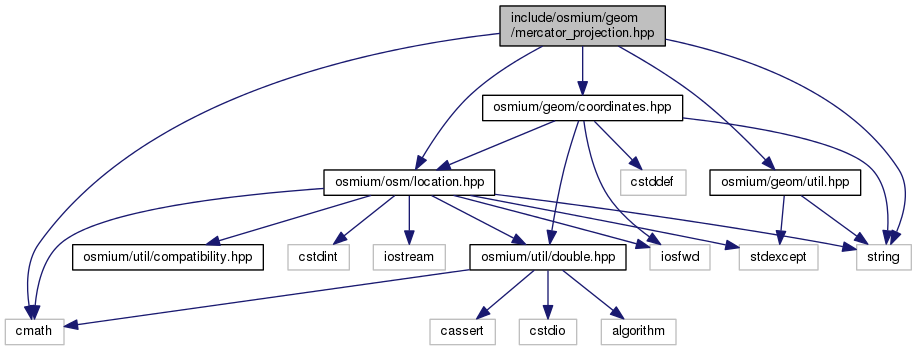 include/osmium/geom
/mercator_projection.hpp
osmium/geom/coordinates.hpp
osmium/osm/location.hpp
cstddef
osmium/geom/util.hpp
osmium/util/compatibility.hpp
cstdint
iostream
osmium/util/double.hpp
iosfwd
stdexcept
string
cmath
cassert
cstdio
algorithm